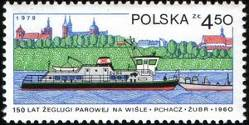 1979
POLSKA ZŁ 4,50
150 LAT ŻEGLUGI PAROWEJ NA WIŚLE • PCHACZ • ŻUBR • 1960